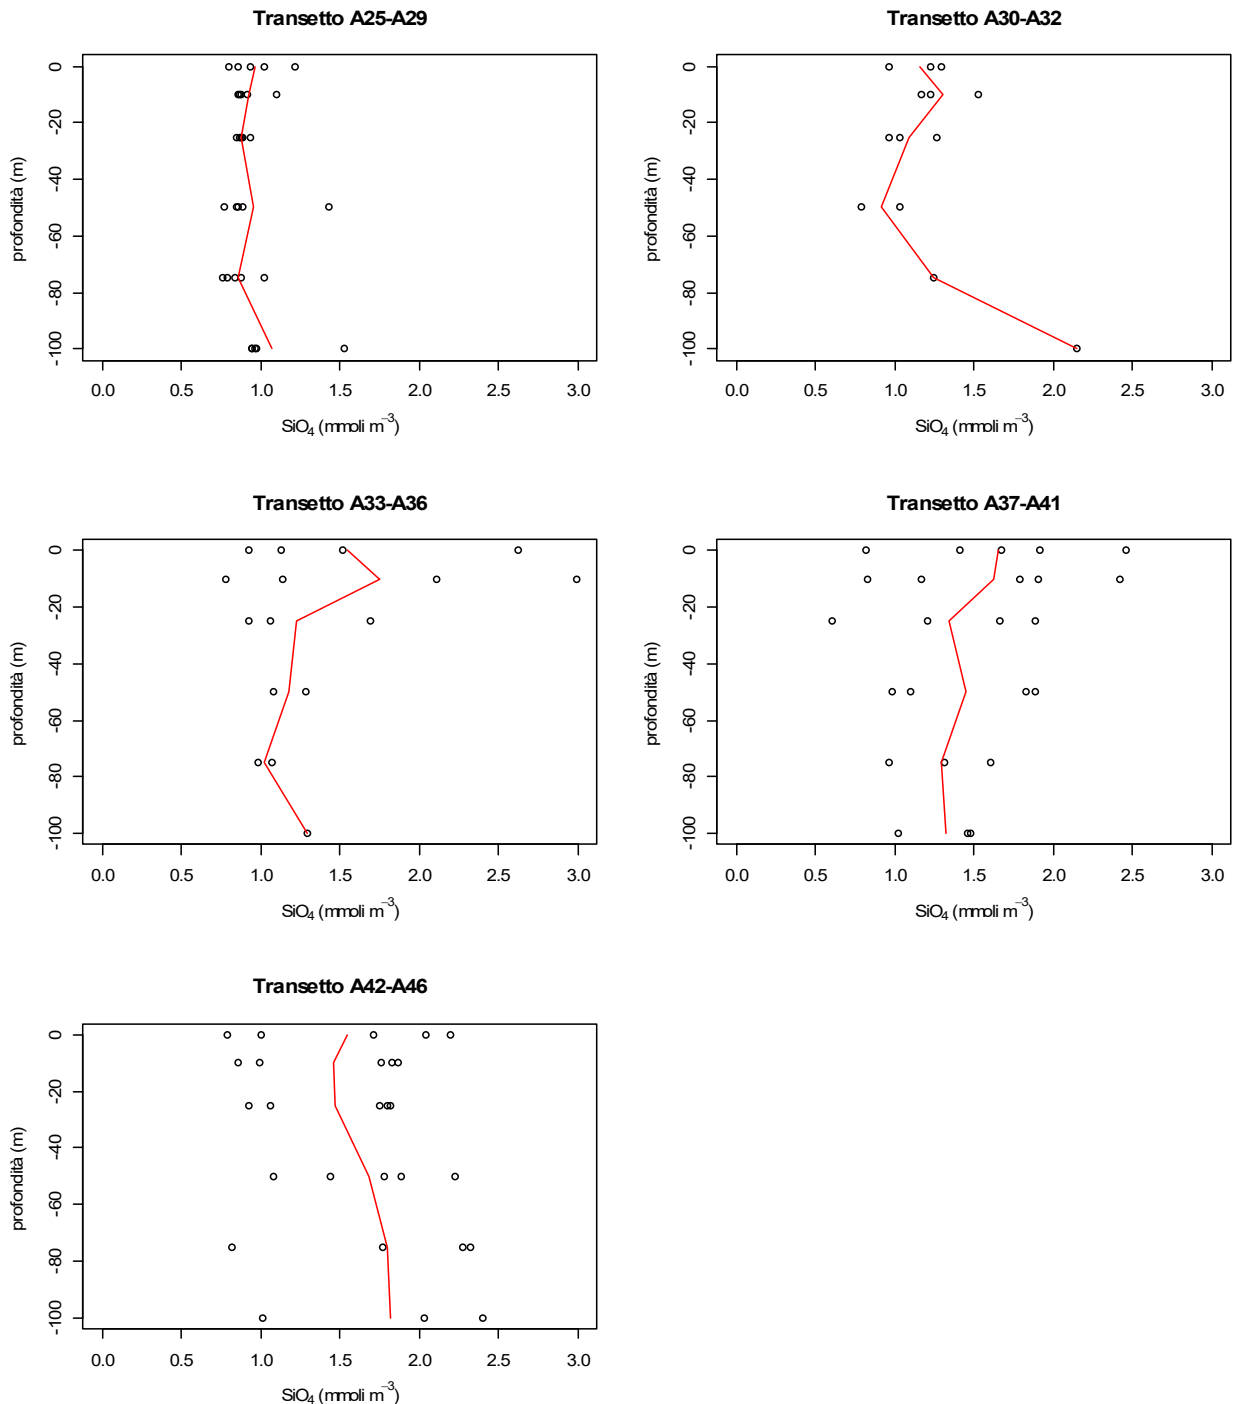 Transetto A25-A29
Transetto A30-A32
0
-20
-40
-60
-80
-100
profondità (m)
0.0 0.5 1.0 1.5 2.0 2.5 3.0
SiO₄ (mmoli m⁻³)
0
-20
-40
-60
-80
-100
profondità (m)
0.0 0.5 1.0 1.5 2.0 2.5 3.0
SiO₄ (mmoli m⁻³)
Transetto A33-A36
Transetto A37-A41
0
-20
-40
-60
-80
-100
profondità (m)
0.0 0.5 1.0 1.5 2.0 2.5 3.0
SiO₄ (mmoli m⁻³)
0
-20
-40
-60
-80
-100
profondità (m)
0.0 0.5 1.0 1.5 2.0 2.5 3.0
SiO₄ (mmoli m⁻³)
Transetto A42-A46
0
-20
-40
-60
-80
-100
profondità (m)
0.0 0.5 1.0 1.5 2.0 2.5 3.0
SiO₄ (mmoli m⁻³)